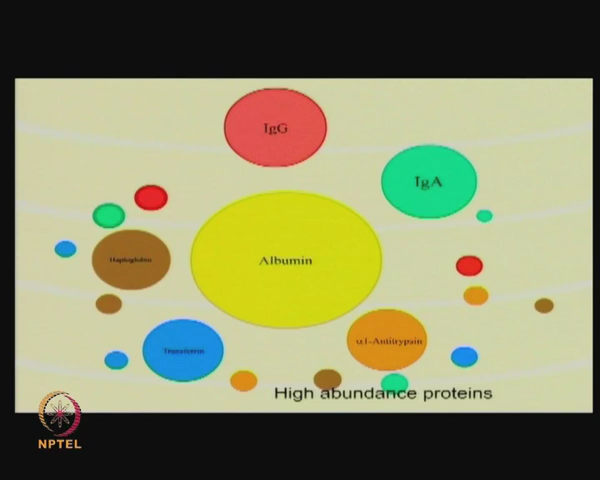 IgG
IgA
Albumin
Haptoglobin
α1-Antitrypsin
Transferrin
High abundance proteins
NPTEL